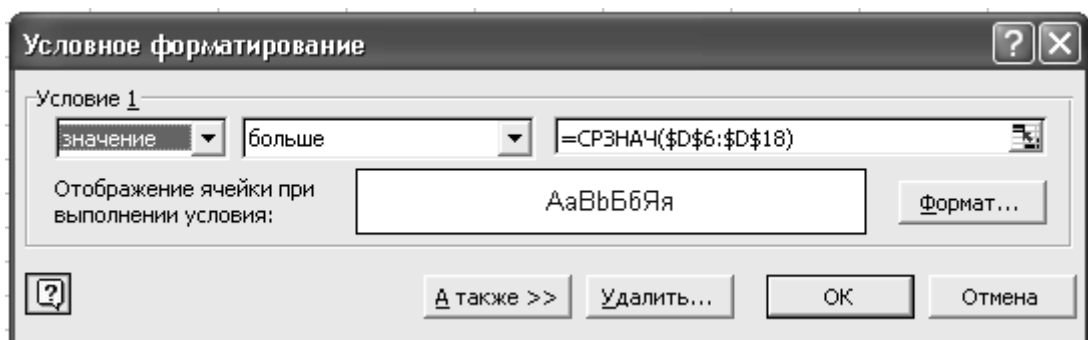 Условное форматирование
Условие 1
значение больше =СРЗНАЧ($D$6:$D$18)
Отображение ячейки при
выполнении условия:
АаВbБбЯя
Формат...
А также >> Удалить... ОК Отмена